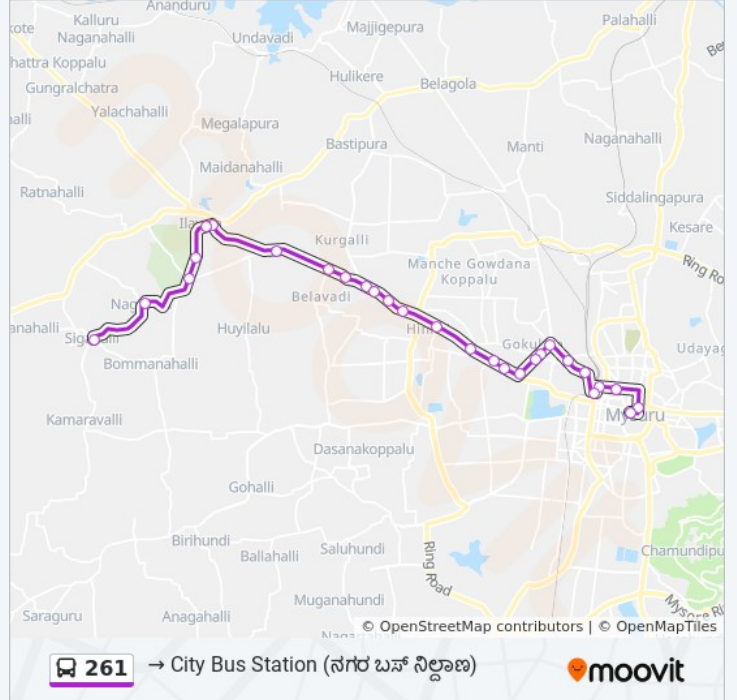 Ananduru
Kalluru
Naganahalli
Undavadi
Majjigepura
Palahalli
Hulikere
Gungralchatra
Belagola
Yalachahalli
Megalapura
Bastipura
Manti
Naganahalli
Maidanahalli
Ratnahalli
Siddalingapura
Kesare
Kurgalli
Manche Gowdana
Koppalu
Ring Ro
Belavadi
Huyilalu
Bommanahalli
Kamaravalli
Mysuru
Dasanakoppalu
Gohalli
Birihundi
Ballahalli
Saluhundi
Chamundipu
Ring Road
Muganahundi
Saraguru
Anagahalli
© OpenStreetMap contributors | © OpenMapTiles
261 → City Bus Station (ನಗರ ಬಸ್ ನಿಲ್ದಾಣ)
moovit